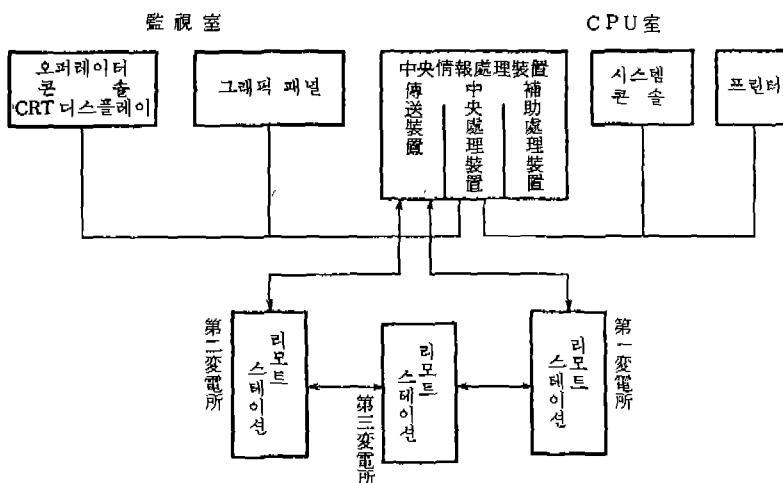 監視室
CPU室
오퍼레이터
콘솔
CRT 디스플레이
그래픽 패널
中央情報處理裝置
傳送裝置
中央處理裝置
補助處理裝置
시스템
콘솔
프린터
第二変電所
리모트
스테이션
第三変電所
리모트
스테이션
리모트
스테이션
第一変電所